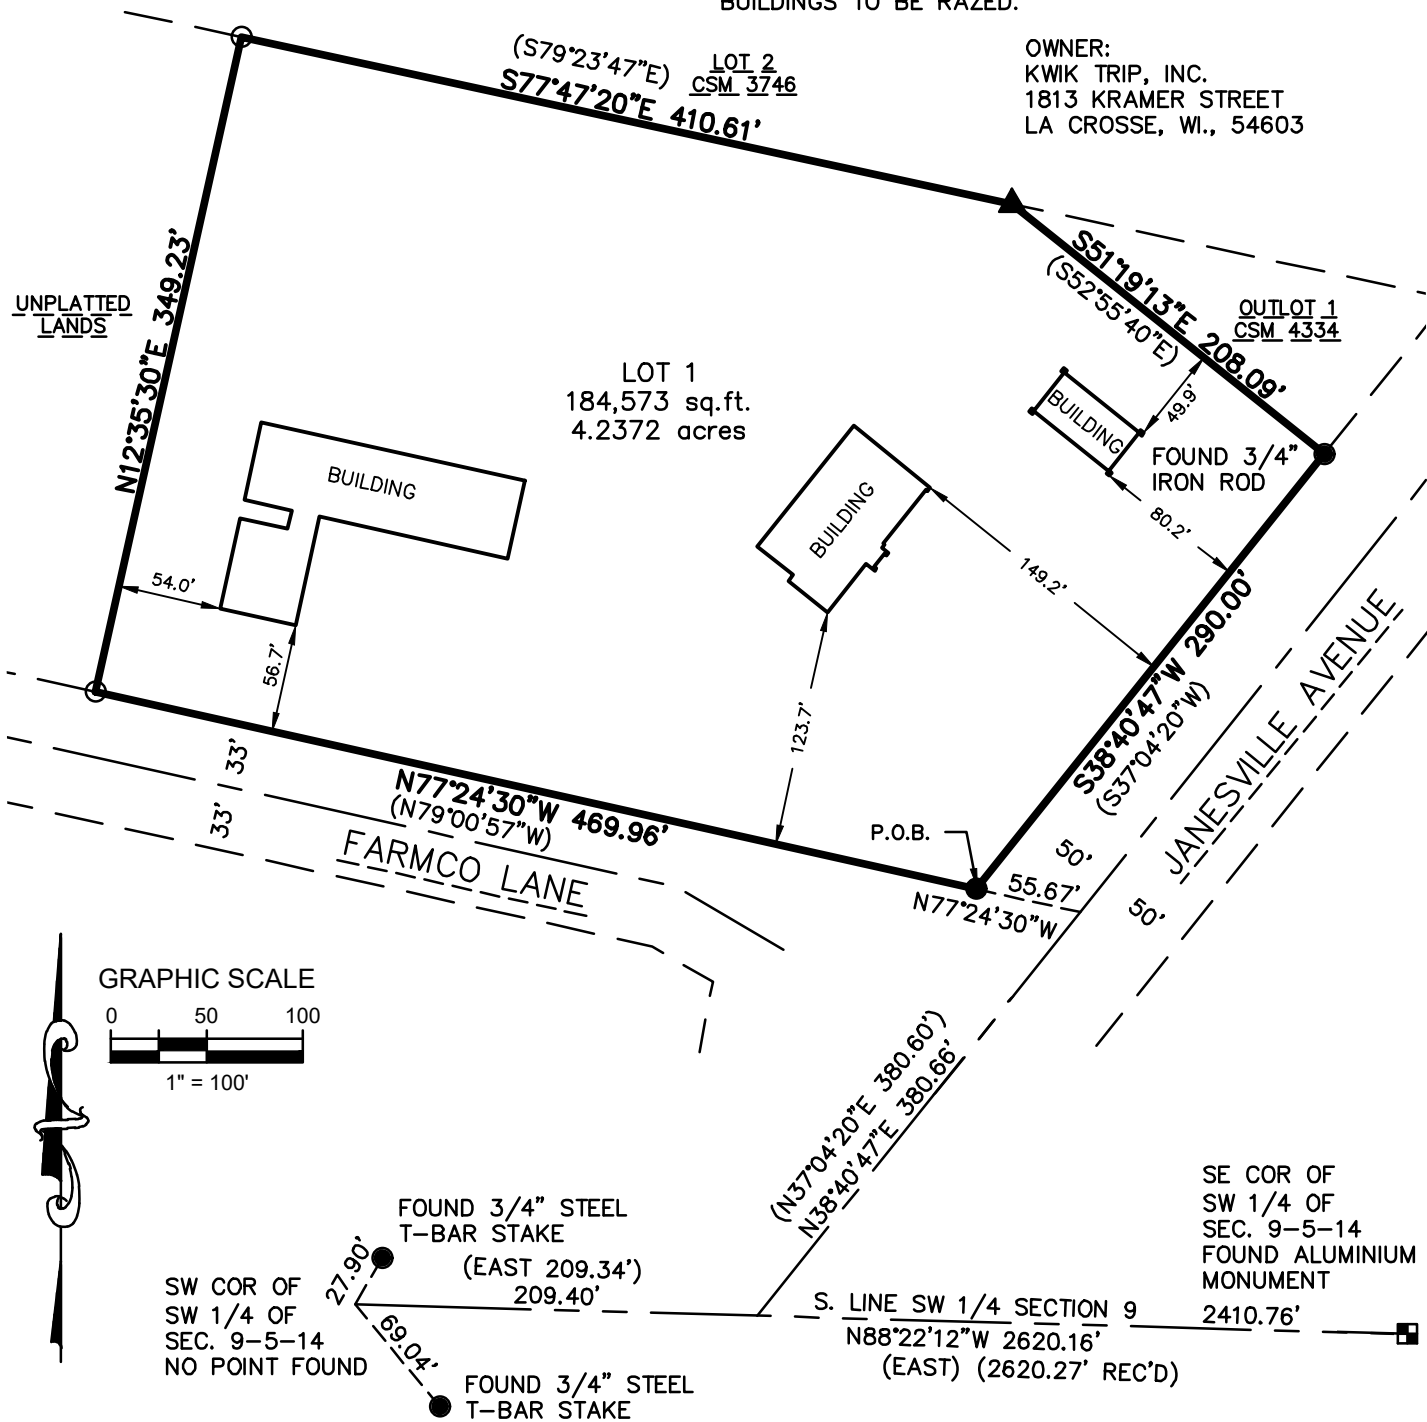 BUILDINGS TO BE RAZED.
OWNER:
KWIK TRIP, INC.
1813 KRAMER STREET
LA CROSSE, WI., 54603
(S79°23'47"E)
S77°47'20"E 410.61'
LOT 2
CSM 3746
S51°19'13"E 208.09'
(S52°55'40"E)
OUTLOT 1
CSM 4334
UNPLATTED
LANDS
N12°35'30"E 349.23'
LOT 1
184,573 sq.ft.
4.2372 acres
BUILDING
BUILDING
BUILDING
49.9'
FOUND 3/4"
IRON ROD
80.2'
149.2'
54.0'
56.7'
123.7'
S38°40'47"W 290.00'
(S37°04'20"W)
JANESVILLE AVENUE
33'
33'
N77°24'30"W 469.96'
(N79°00'57"W)
FARMCO LANE
P.O.B.
50'
55.67'
N77°24'30"W
50'
GRAPHIC SCALE
0 50 100
1" = 100'
(N37°04'20"E 380.60')
N38°40'47"E 380.66'
SE COR OF
SW 1/4 OF
SEC. 9-5-14
FOUND ALUMINIUM
MONUMENT
2410.76'
FOUND 3/4" STEEL
T-BAR STAKE
27.90'
(EAST 209.34')
209.40'
SW COR OF
SW 1/4 OF
SEC. 9-5-14
NO POINT FOUND
69.04'
S. LINE SW 1/4 SECTION 9
N88°22'12"W 2620.16'
(EAST) (2620.27' REC'D)
FOUND 3/4" STEEL
T-BAR STAKE